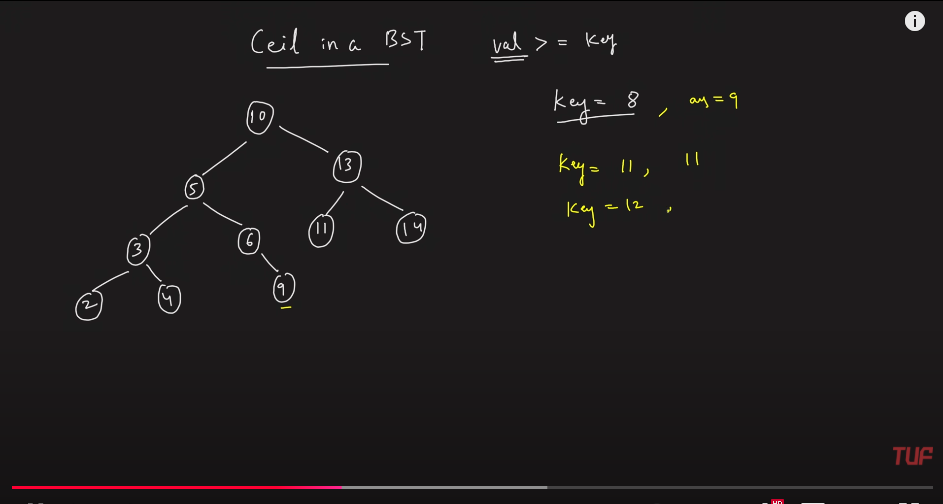 Ceil in a BST val >= Key
Key = 8 , ans = 9
Key = 11, 11
Key = 12 ,
10
13
5
3
6
11
14
2
4
9
TUF
HD
i